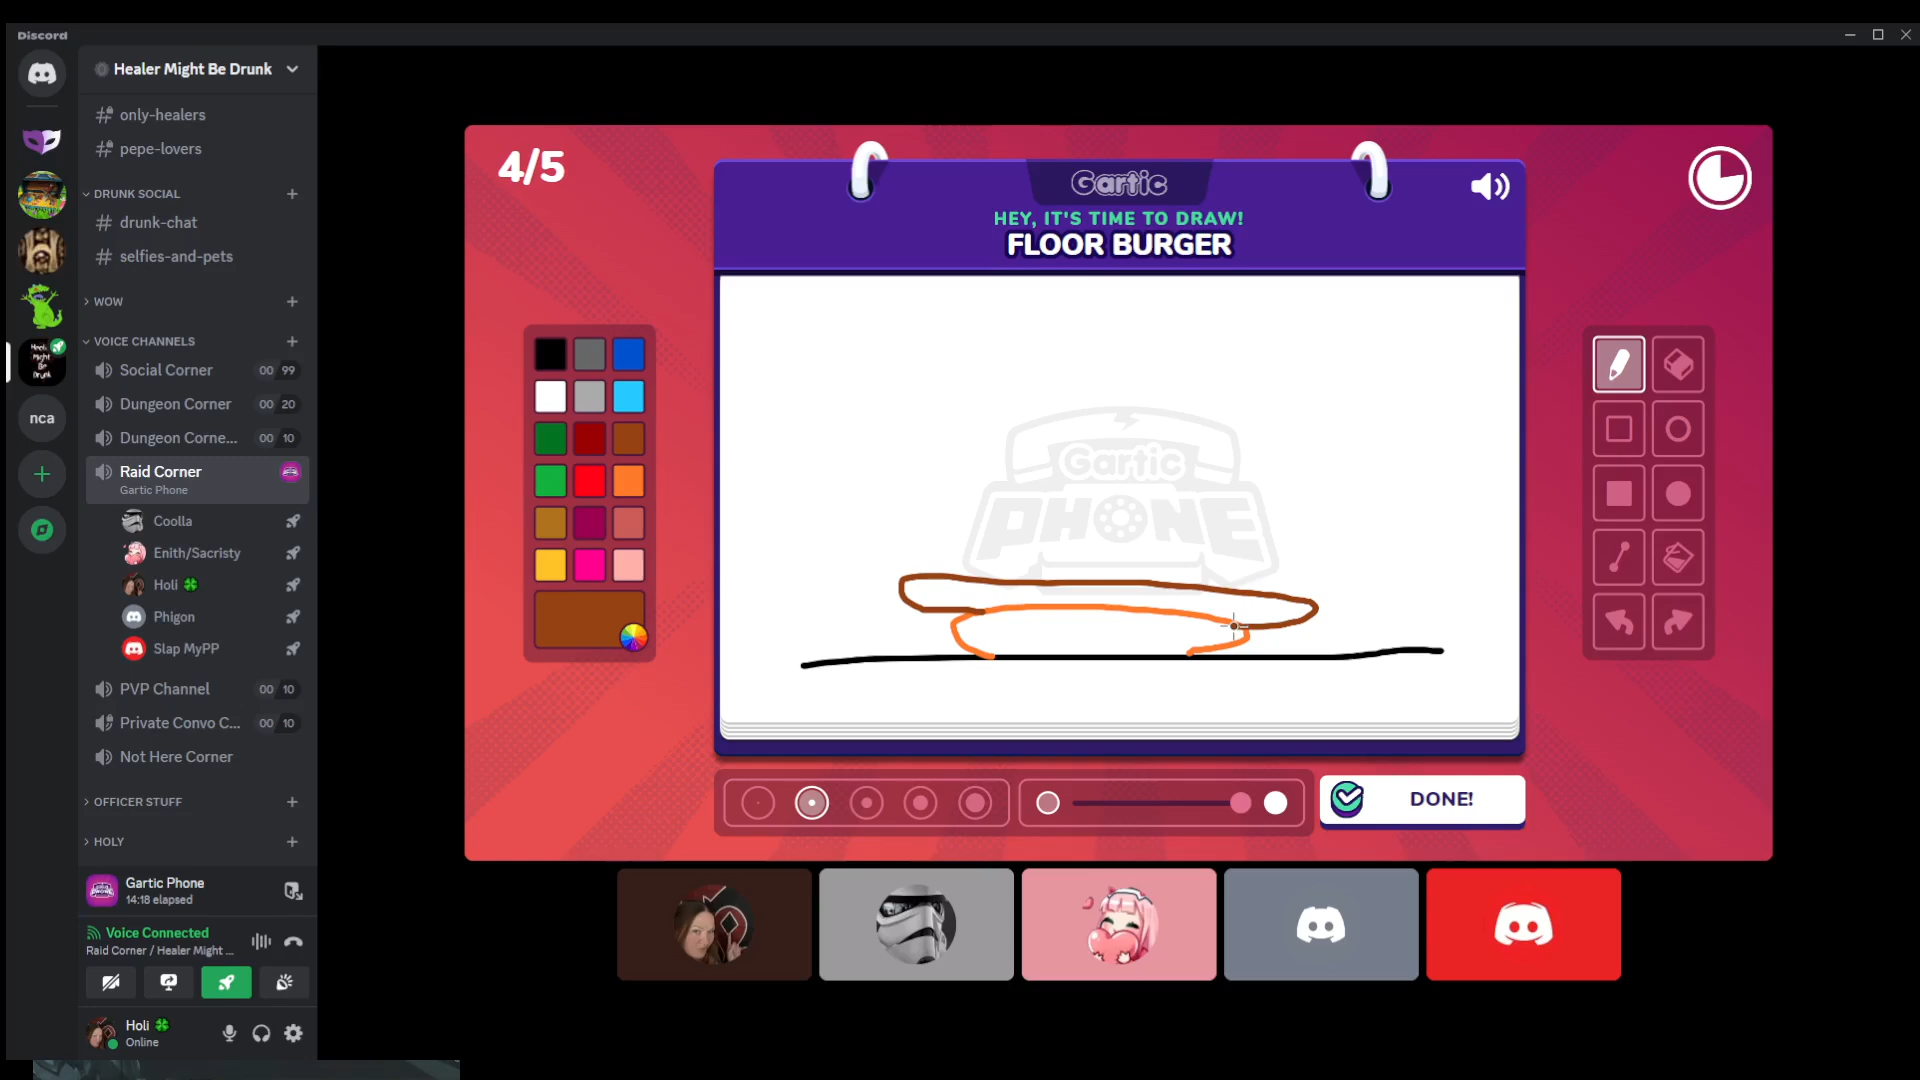 Discord
Healer Might Be Drunk
only-healers
pepe-lovers
DRUNK SOCIAL
drunk-chat
selfies-and-pets
WOW
VOICE CHANNELS
Social Corner 00 99
Dungeon Corner 00 20
Dungeon Corne... 00 10
Raid Corner
Gartic Phone
Coolla
Enith/Sacristy
Holi
Phigon
Slap MyPP
PVP Channel 00 10
Private Convo C... 00 10
Not Here Corner
OFFICER STUFF
HOLY
Gartic Phone
14:18 elapsed
Voice Connected
Raid Corner / Healer Might ...
Holi
Online
nca
Healer
Might
Be
Drunk
4/5
Gartic
HEY, IT'S TIME TO DRAW!
FLOOR BURGER
Gartic
PHONE
DONE!